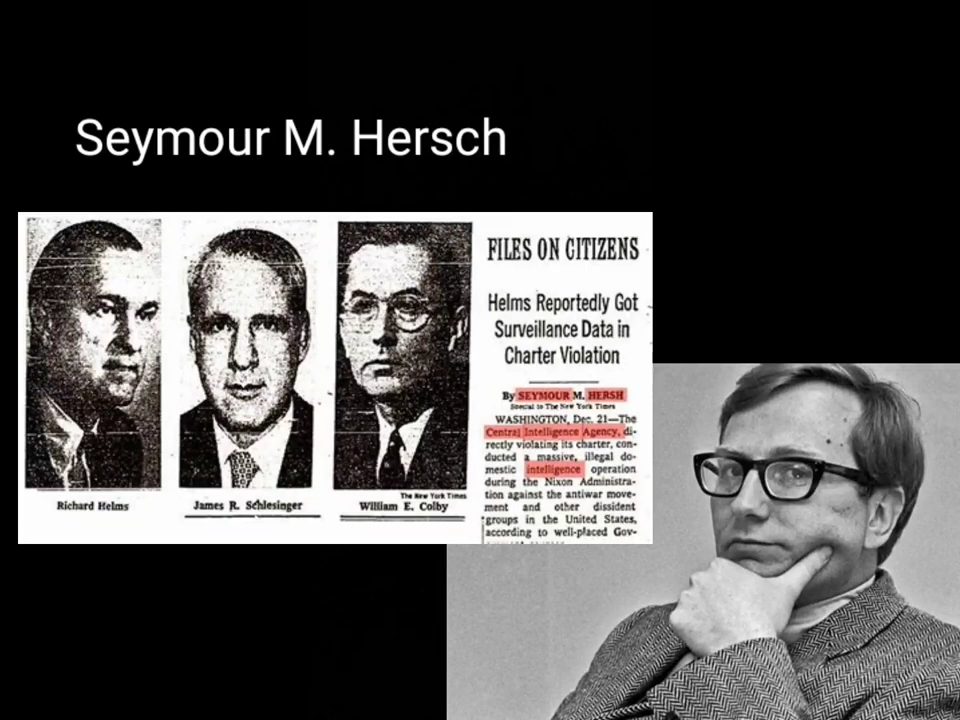 Seymour M. Hersch
The New York Times
Richard Helms
James R. Schlesinger
William E. Colby
FILES ON CITIZENS
Helms Reportedly Got
Surveillance Data in
Charter Violation
By SEYMOUR M. HERSH
Special to The New York Times
WASHINGTON, Dec. 21—The
Central Intelligence Agency, di-
rectly violating its charter, con-
ducted a massive, illegal do-
mestic intelligence operation
during the Nixon Administra-
tion against the antiwar move-
ment and other dissident
groups in the United States,
according to well-placed Gov-